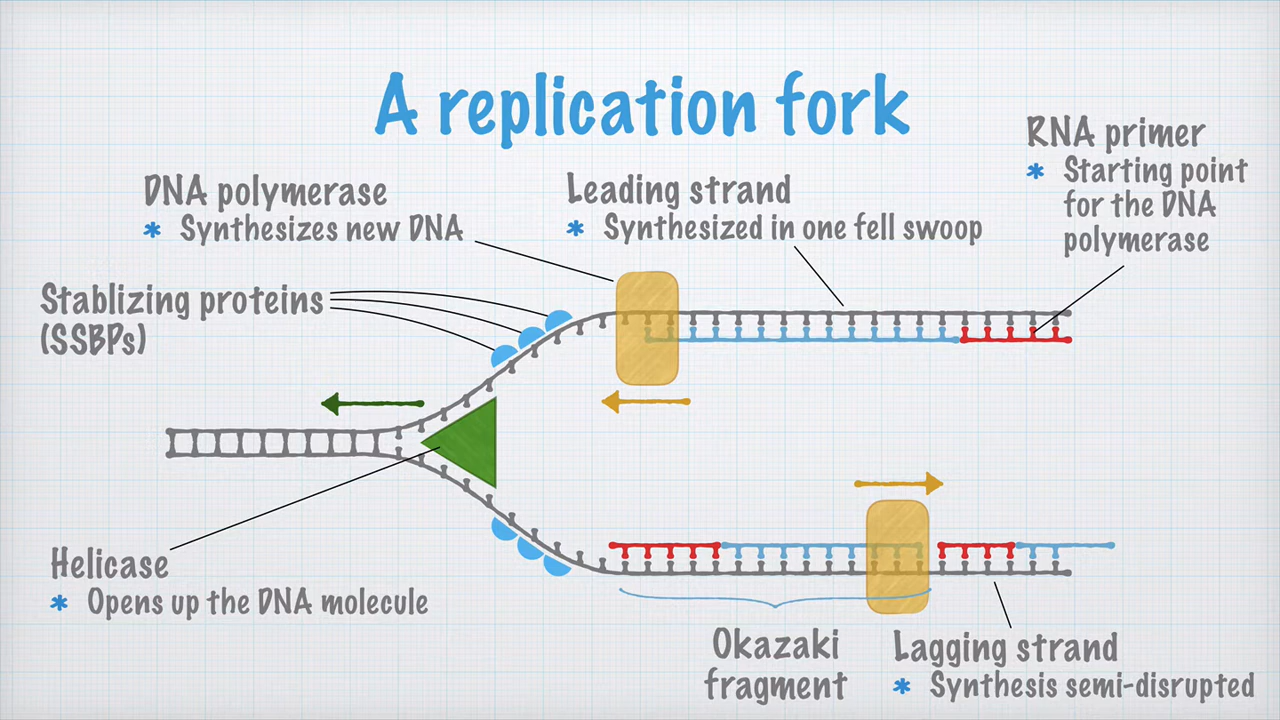 A replication fork
DNA polymerase
* Synthesizes new DNA
Leading strand
* Synthesized in one fell swoop
RNA primer
* Starting point
for the DNA
polymerase
Stablizing proteins
(SSBPs)
Helicase
* Opens up the DNA molecule
Okazaki
fragment
Lagging strand
* Synthesis semi-disrupted